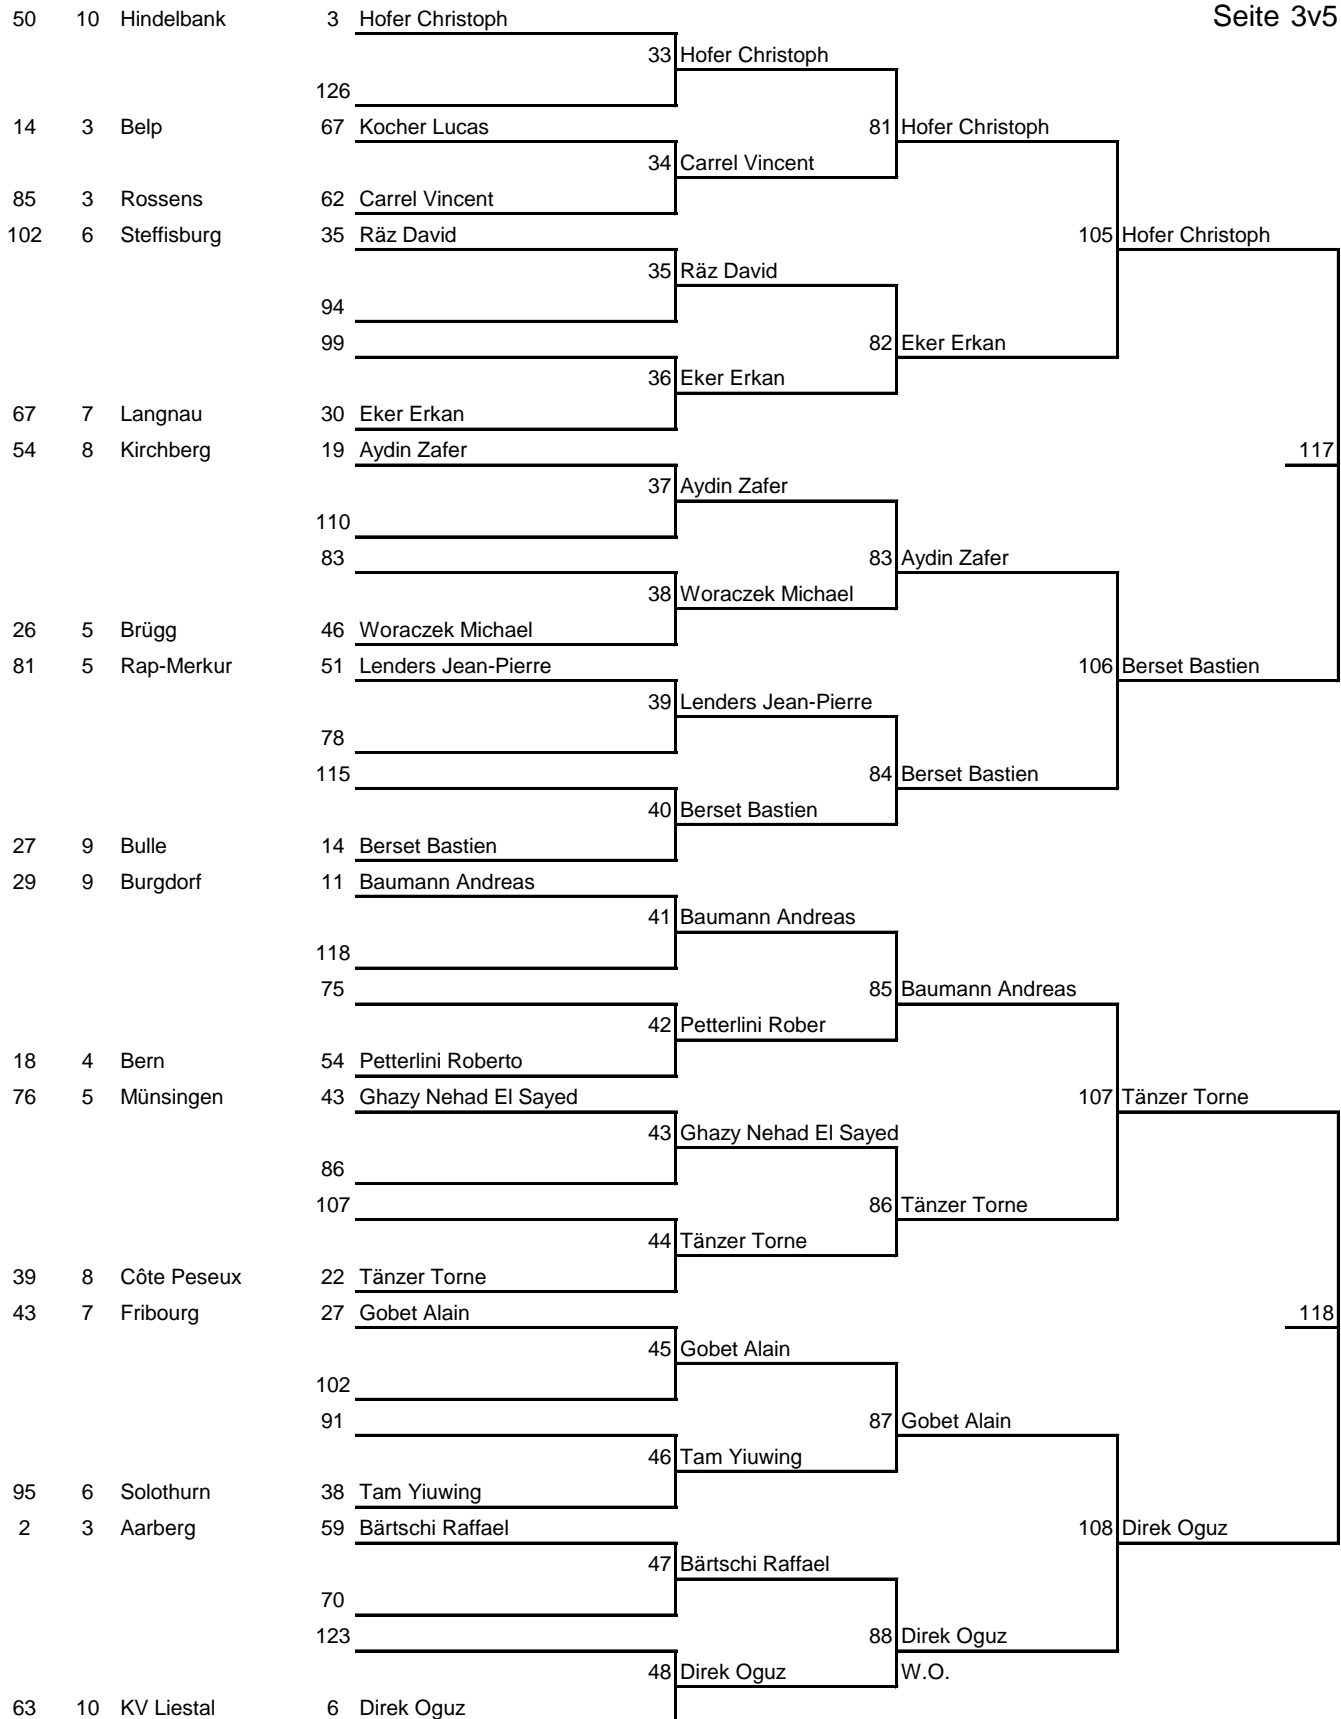 50 10 Hindelbank 3 Hofer Christoph Seite 3v5
33 Hofer Christoph
126
14 3 Belp 67 Kocher Lucas 81 Hofer Christoph
34 Carrel Vincent
85 3 Rossens 62 Carrel Vincent
102 6 Steffisburg 35 Räz David 105 Hofer Christoph
35 Räz David
94
99 82 Eker Erkan
36 Eker Erkan
67 7 Langnau 30 Eker Erkan
54 8 Kirchberg 19 Aydin Zafer 117
37 Aydin Zafer
110
83 83 Aydin Zafer
38 Woraczek Michael
26 5 Brügg 46 Woraczek Michael
81 5 Rap-Merkur 51 Lenders Jean-Pierre 106 Berset Bastien
39 Lenders Jean-Pierre
78
115 84 Berset Bastien
40 Berset Bastien
27 9 Bulle 14 Berset Bastien
29 9 Burgdorf 11 Baumann Andreas
41 Baumann Andreas
118
75 85 Baumann Andreas
42 Petterlini Rober
18 4 Bern 54 Petterlini Roberto
76 5 Münsingen 43 Ghazy Nehad El Sayed 107 Tänzer Torne
43 Ghazy Nehad El Sayed
86
107 86 Tänzer Torne
44 Tänzer Torne
39 8 Côte Peseux 22 Tänzer Torne
43 7 Fribourg 27 Gobet Alain 118
45 Gobet Alain
102
91 87 Gobet Alain
46 Tam Yiuwing
95 6 Solothurn 38 Tam Yiuwing
2 3 Aarberg 59 Bärtschi Raffael 108 Direk Oguz
47 Bärtschi Raffael
70
123 88 Direk Oguz
48 Direk Oguz W.O.
63 10 KV Liestal 6 Direk Oguz